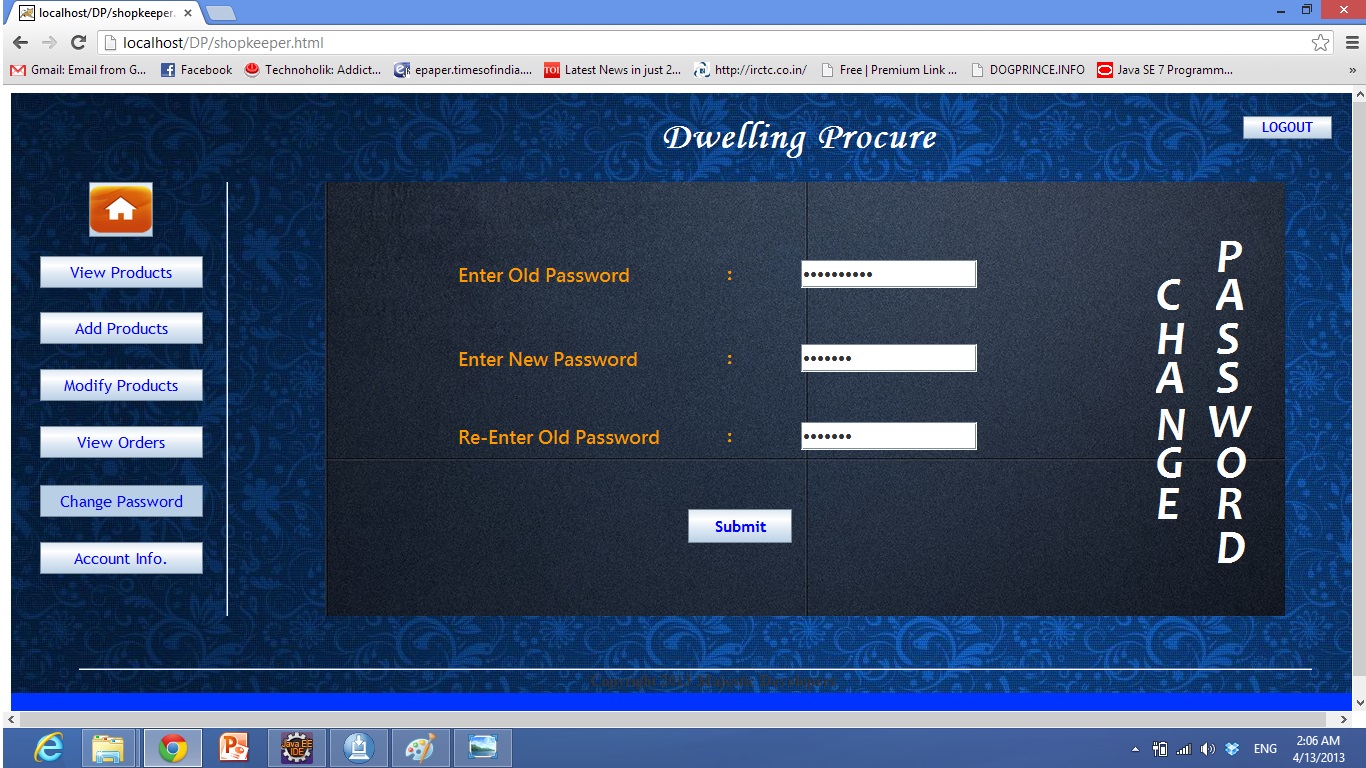 localhost/DP/shopkeeper.
localhost/DP/shopkeeper.html
Gmail: Email from G...
Facebook
Technoholik: Addict...
epaper.timesofindia....
TOI
Latest News in just 2...
http://irctc.co.in/
Free | Premium Link ...
DOGPRINCE.INFO
Java SE 7 Programm...
»
Dwelling Procure
LOGOUT
View Products
Add Products
Modify Products
View Orders
Change Password
Account Info.
Enter Old Password :
••••••••••
Enter New Password :
•••••••
Re-Enter Old Password :
•••••••
Submit
CHANGE
PASSWORD
Java EE
IDE
ENG
2:06 AM
4/13/2013